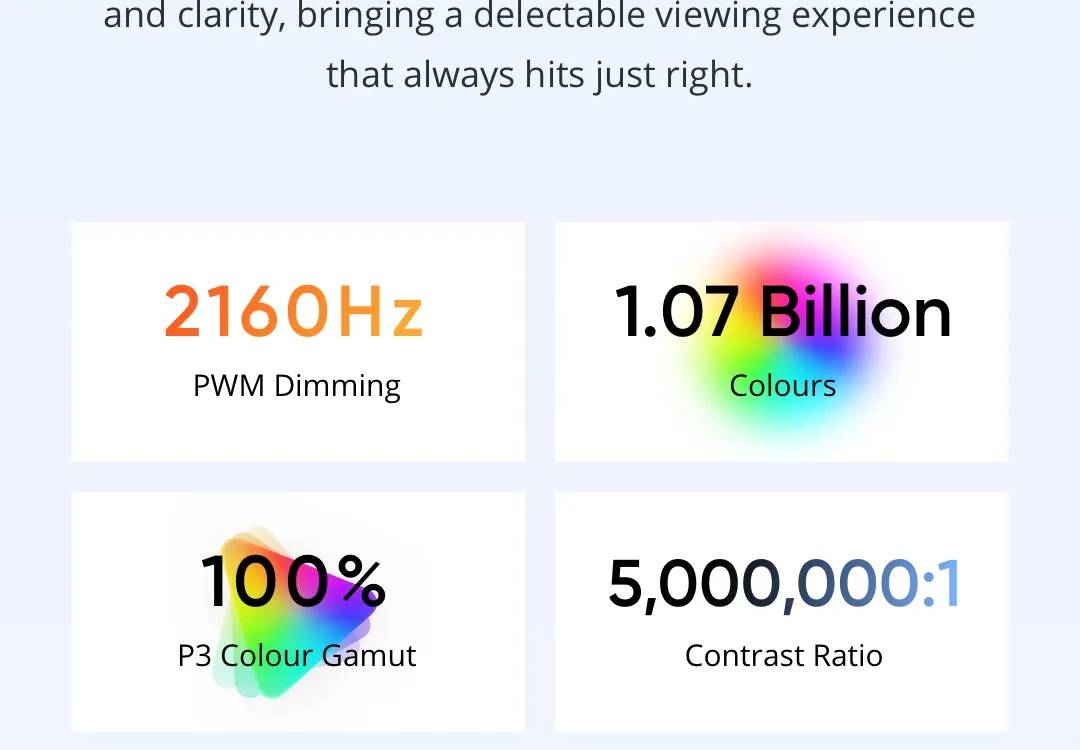 and clarity, bringing a delectable viewing experience
that always hits just right.
2160Hz
PWM Dimming
1.07 Billion
Colours
100%
P3 Colour Gamut
5,000,000:1
Contrast Ratio